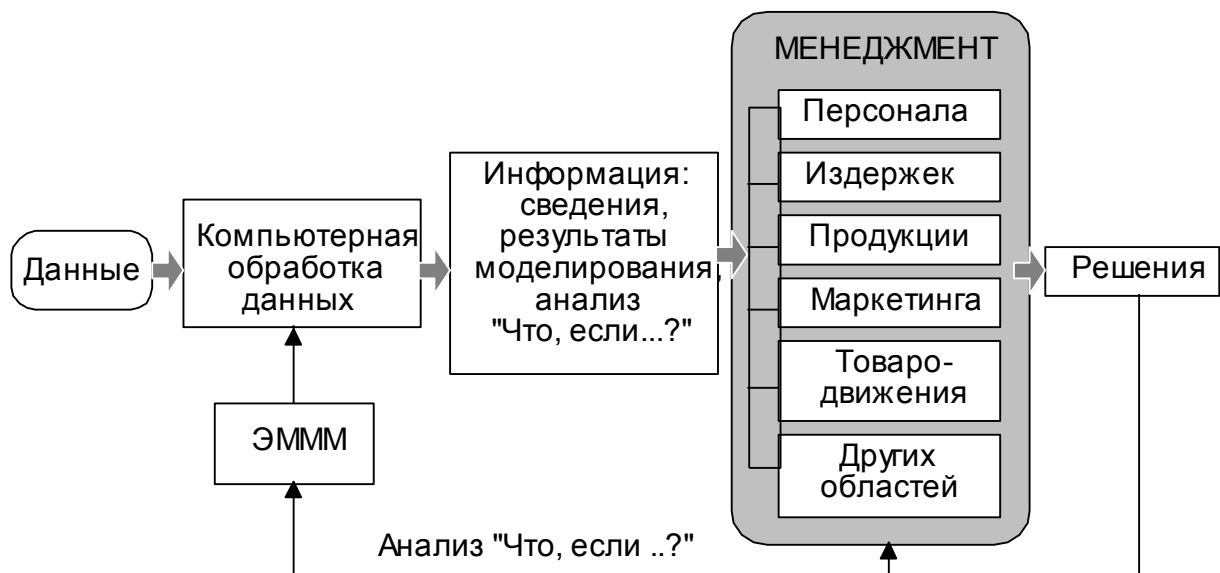 Данные
Компьютерная
обработка
данных
ЭМММ
Информация:
сведения,
результаты
моделирования,
анализ
"Что, если...?"
МЕНЕДЖМЕНТ
Персонала
Издержек
Продукции
Маркетинга
Товаро-
движения
Других
областей
Решения
Анализ "Что, если ..?"